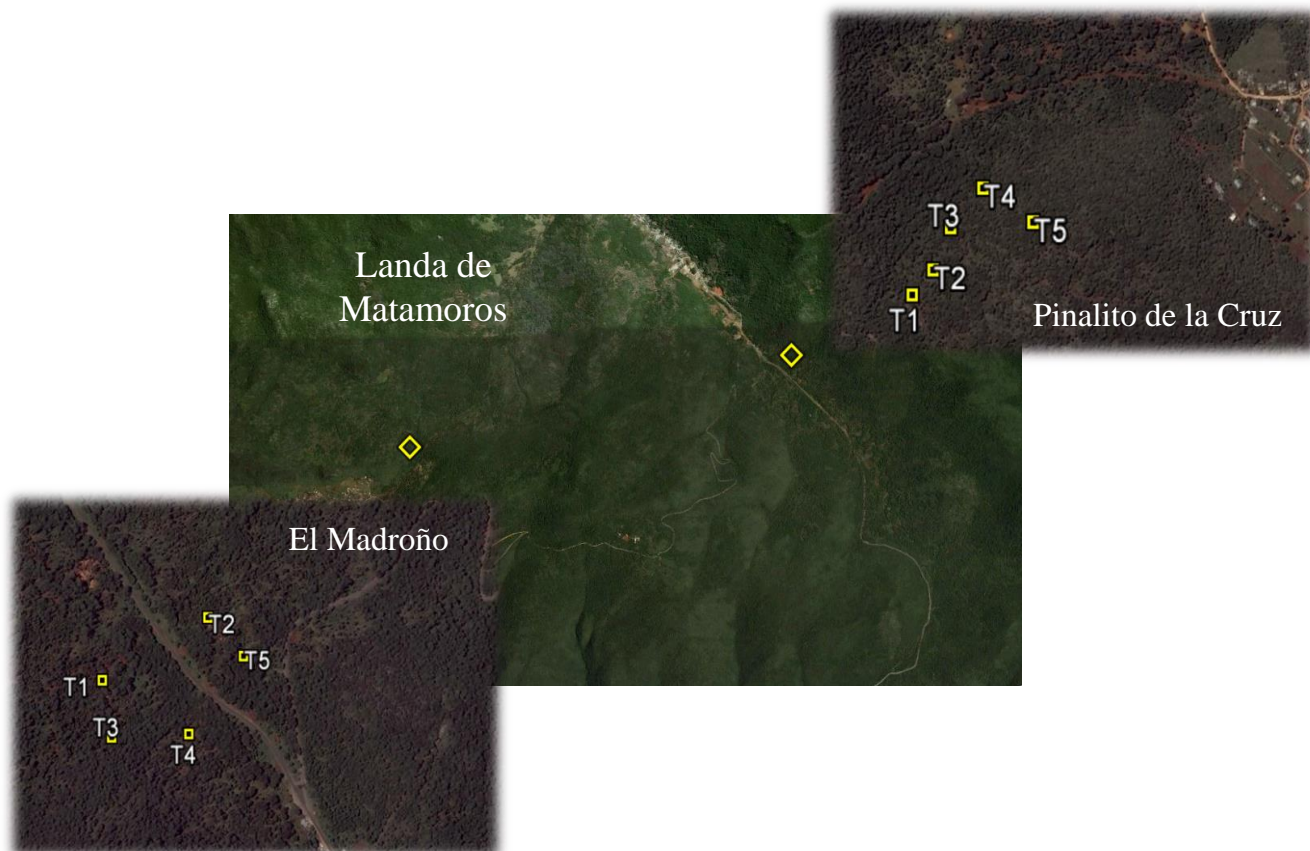 Landa de
Matamoros
T4
T3
T5
T2
T1
Pinalito de la Cruz
El Madroño
T2
T5
T1
T3
T4